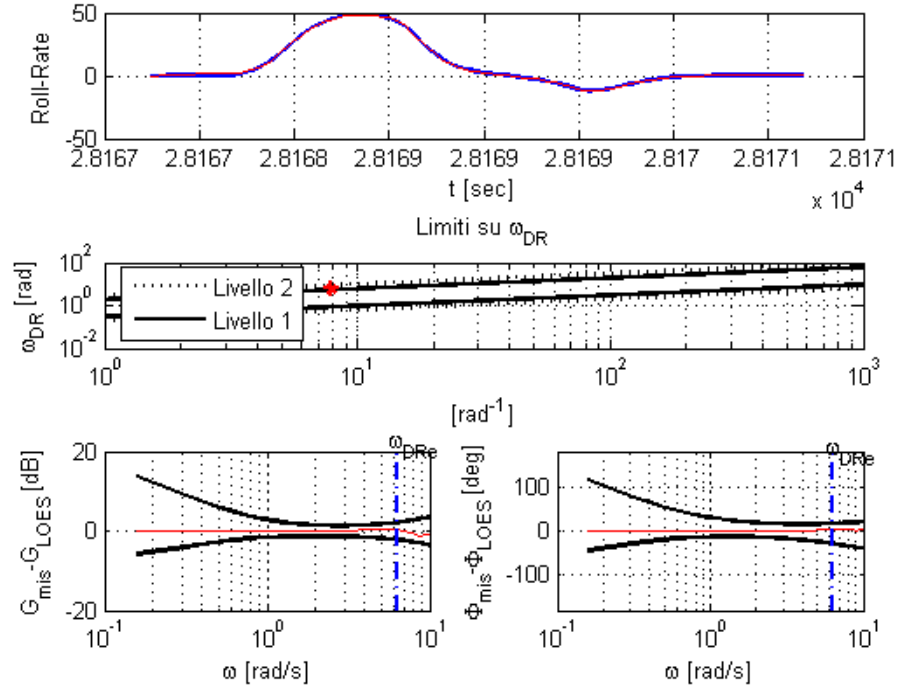 Roll-Rate
50
0
-50
2.8167 2.8167 2.8168 2.8169 2.8169 2.8169 2.817 2.8171 2.8171
t [sec]
x 10^4
Limiti su ω_DR
ω_DR [rad]
10^2
10^0
10^-2
Livello 2
Livello 1
10^0 10^1 10^2 10^3
[rad^-1]
G_mis-G_LOES [dB]
20
0
-20
ω_DRe
10^-1 10^0 10^1
ω [rad/s]
Φ_mis-Φ_LOES [deg]
100
0
-100
ω_DRe
10^-1 10^0 10^1
ω [rad/s]